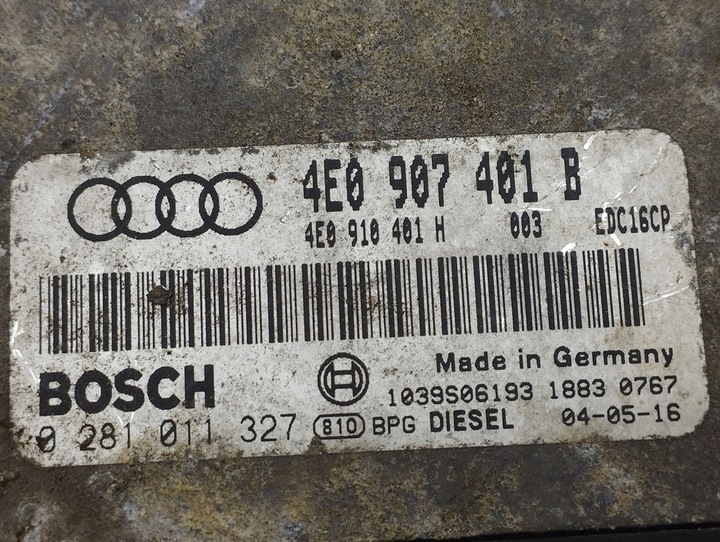 4E0 907 401 B
4E0 910 401 H 003 EDC16CP
BOSCH Made in Germany
1039S06193 1883 0767
0 281 011 327 810 BPG DIESEL 04-05-16